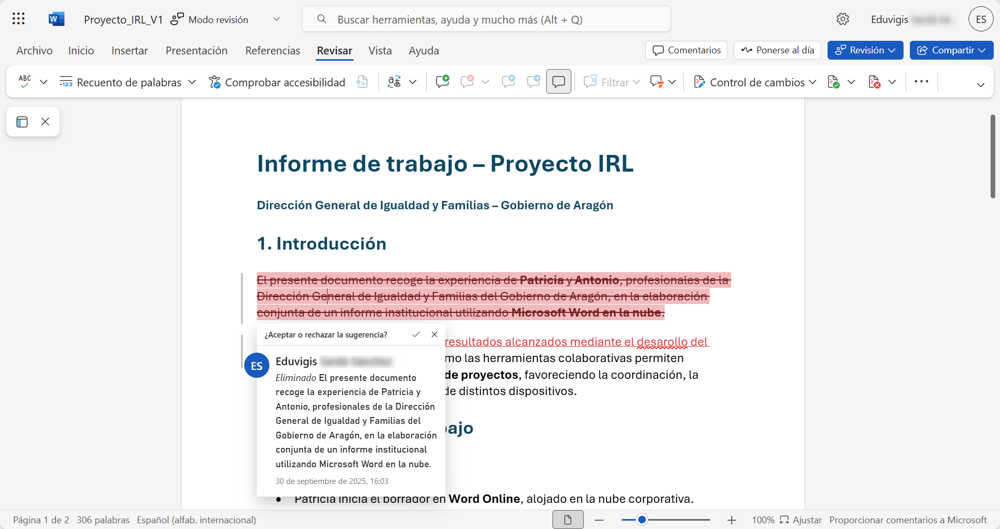 W Proyecto_IRL_V1 Modo revisión
Buscar herramientas, ayuda y mucho más (Alt + Q)
Eduvigis
ES
Archivo Inicio Insertar Presentación Referencias Revisar Vista Ayuda
Comentarios Ponerse al día Revisión Compartir
ABC Recuento de palabras Comprobar accesibilidad Filtrar Control de cambios
Informe de trabajo – Proyecto IRL
Dirección General de Igualdad y Familias – Gobierno de Aragón
1. Introducción
El presente documento recoge la experiencia de Patricia y Antonio, profesionales de la
Dirección General de Igualdad y Familias del Gobierno de Aragón, en la elaboración
conjunta de un informe institucional utilizando Microsoft Word en la nube.
¿Aceptar o rechazar la sugerencia?
resultados alcanzados mediante el desarollo del
mo las herramientas colaborativas permiten
de proyectos, favoreciendo la coordinación, la
de distintos dispositivos.
ajo
ES
Eduvigis
Eliminado El presente documento
recoge la experiencia de Patricia y
Antonio, profesionales de la Dirección
General de Igualdad y Familias del
Gobierno de Aragón, en la elaboración
conjunta de un informe institucional
utilizando Microsoft Word en la nube.
30 de septiembre de 2025, 16:03
• Patricia inicia el borrador en Word Online, alojado en la nube corporativa.
Página 1 de 2 306 palabras Español (alfab. internacional)
100% Ajustar Proporcionar comentarios a Microsoft